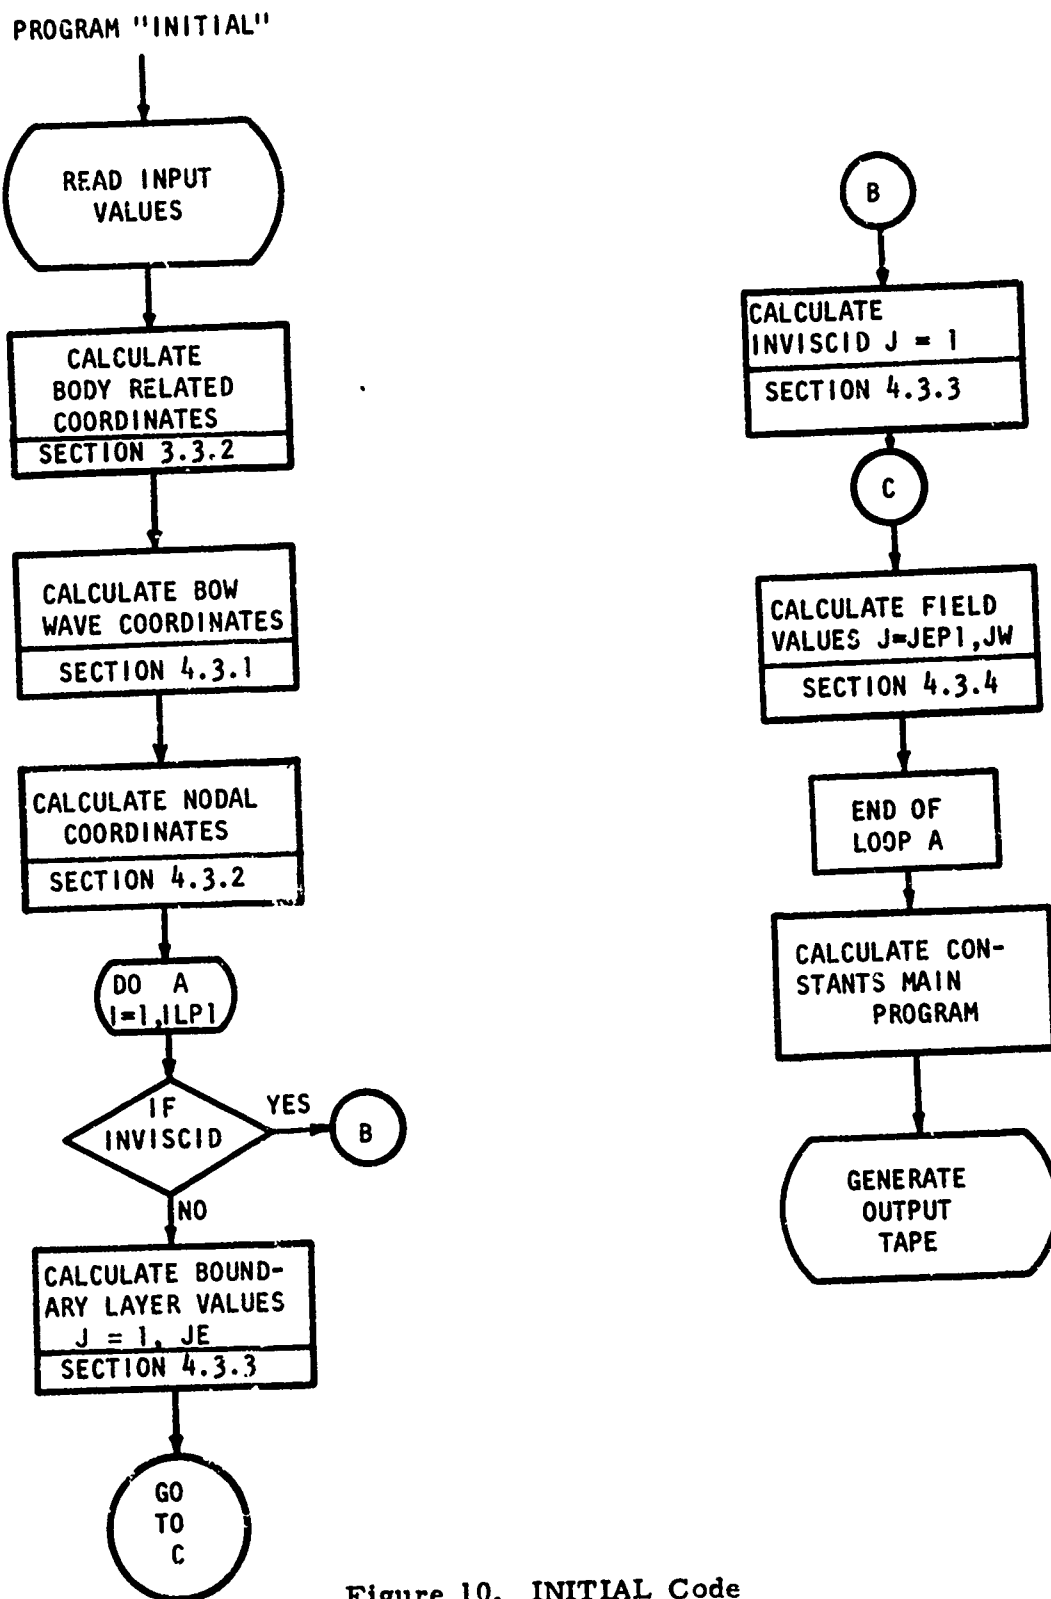 PROGRAM "INITIAL"
READ INPUT
VALUES
CALCULATE
BODY RELATED
COORDINATES
SECTION 3.3.2
CALCULATE BOW
WAVE COORDINATES
SECTION 4.3.1
CALCULATE NODAL
COORDINATES
SECTION 4.3.2
DO A
I=1,ILP1
IF
INVISCID
YES
B
NO
CALCULATE BOUND-
ARY LAYER VALUES
J = 1, JE
SECTION 4.3.3
GO
TO
C
B
CALCULATE
INVISCID J = 1
SECTION 4.3.3
C
CALCULATE FIELD
VALUES J=JEP1,JW
SECTION 4.3.4
END OF
LOOP A
CALCULATE CON-
STANTS MAIN
PROGRAM
GENERATE
OUTPUT
TAPE
Figure 10. INITIAL Code